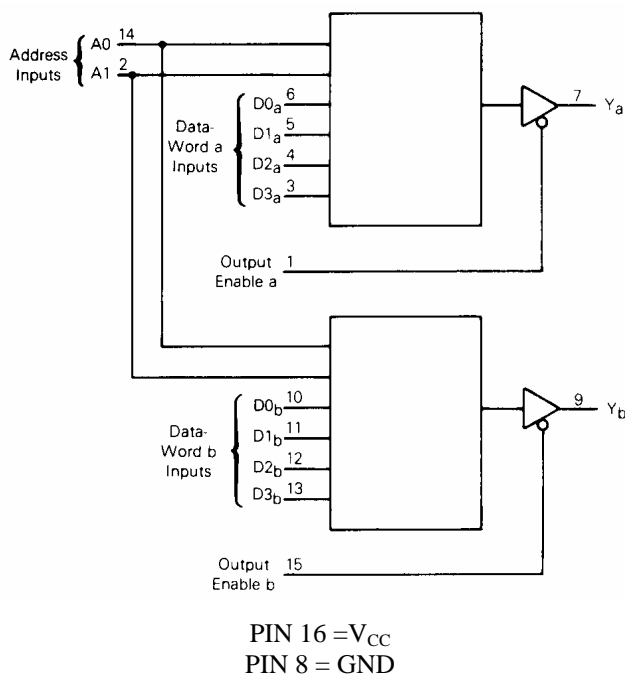 Address
Inputs
A0 14
A1 2
Data-
Word a
Inputs
D0a 6
D1a 5
D2a 4
D3a 3
7 Ya
Output
Enable a
1
Data-
Word b
Inputs
D0b 10
D1b 11
D2b 12
D3b 13
9 Yb
Output
Enable b
15
PIN 16 =VCC
PIN 8 = GND